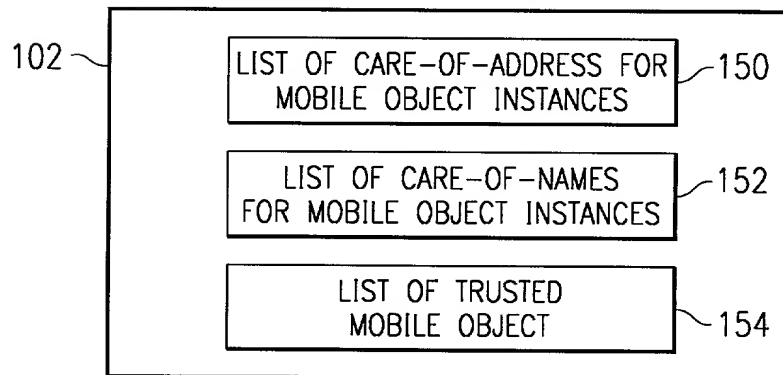 102
LIST OF CARE-OF-ADDRESS FOR
MOBILE OBJECT INSTANCES
150
LIST OF CARE-OF-NAMES
FOR MOBILE OBJECT INSTANCES
152
LIST OF TRUSTED
MOBILE OBJECT
154